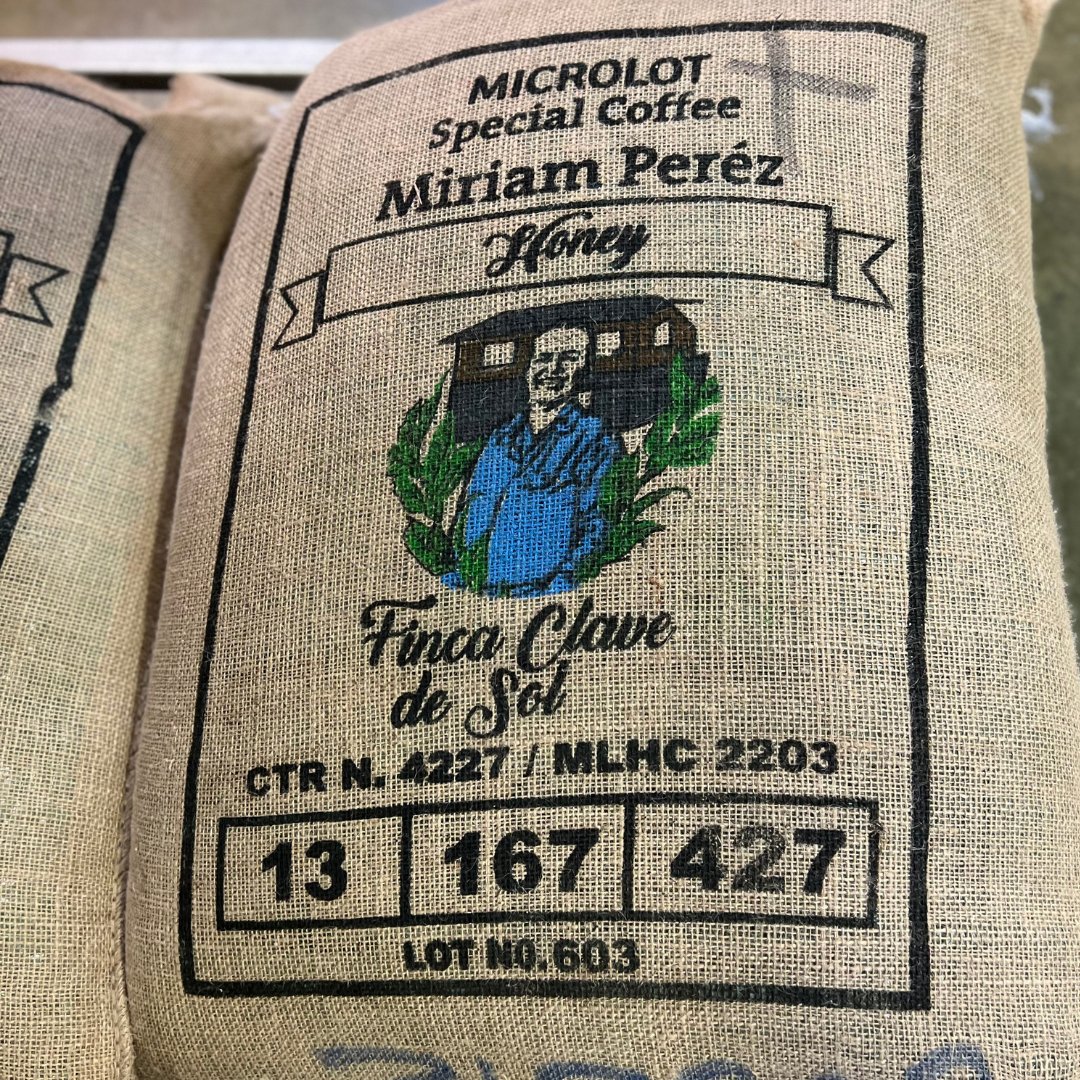 MICROLOT
Special Coffee
Miriam Peréz
Honey
Finca Clave
de Sol
CTR N. 4227 / MLHC 2203
13 167 427
LOT NO. 603